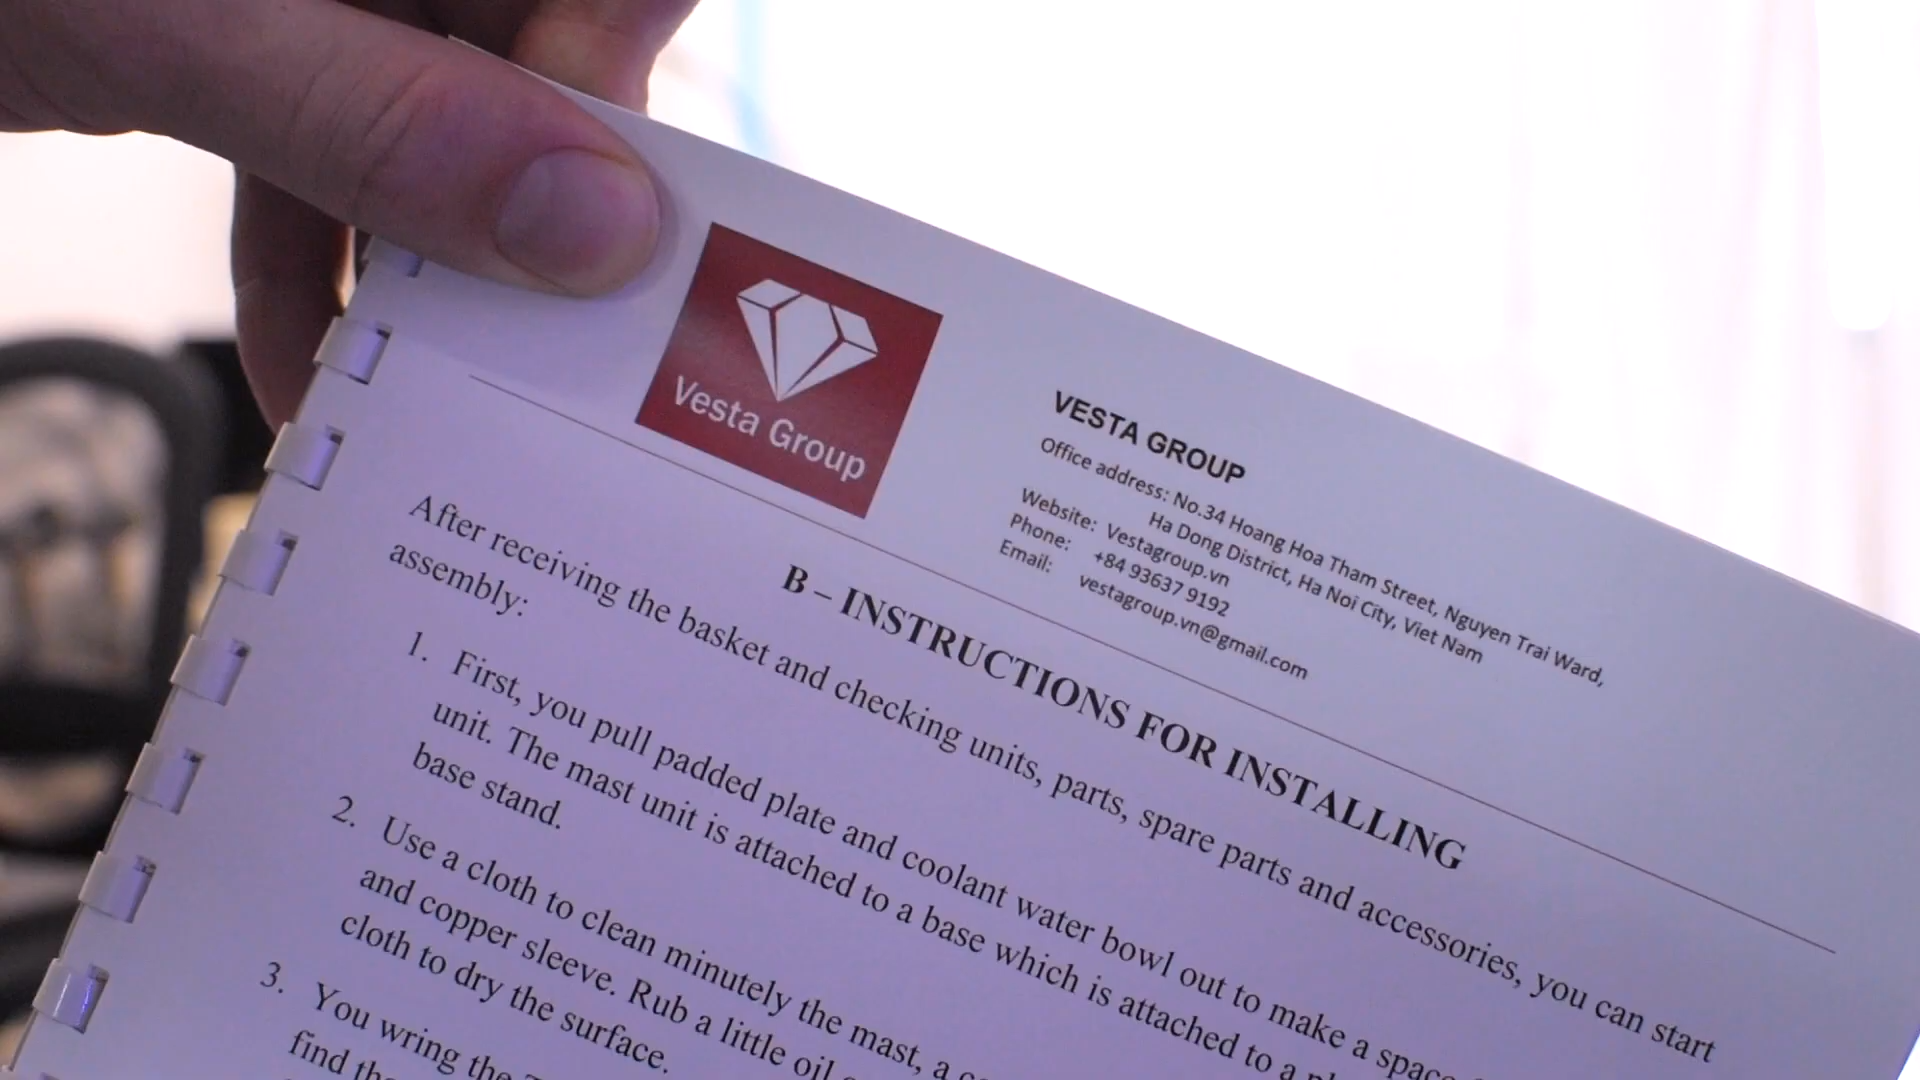 Vesta Group
VESTA GROUP
Office address: No.34 Hoang Hoa Tham Street, Nguyen Trai Ward,
Ha Dong District, Ha Noi City, Viet Nam
Website: Vestagroup.vn
Phone: +84 93637 9192
Email: vestagroup.vn@gmail.com
B – INSTRUCTIONS FOR INSTALLING
After receiving the basket and checking units, parts, spare parts and accessories, you can start
assembly:
1. First, you pull padded plate and coolant water bowl out to make a space
unit. The mast unit is attached to a base which is attached to a
base stand.
2. Use a cloth to clean minutely the mast, a
and copper sleeve. Rub a little oil
cloth to dry the surface.
3. You wring the
find